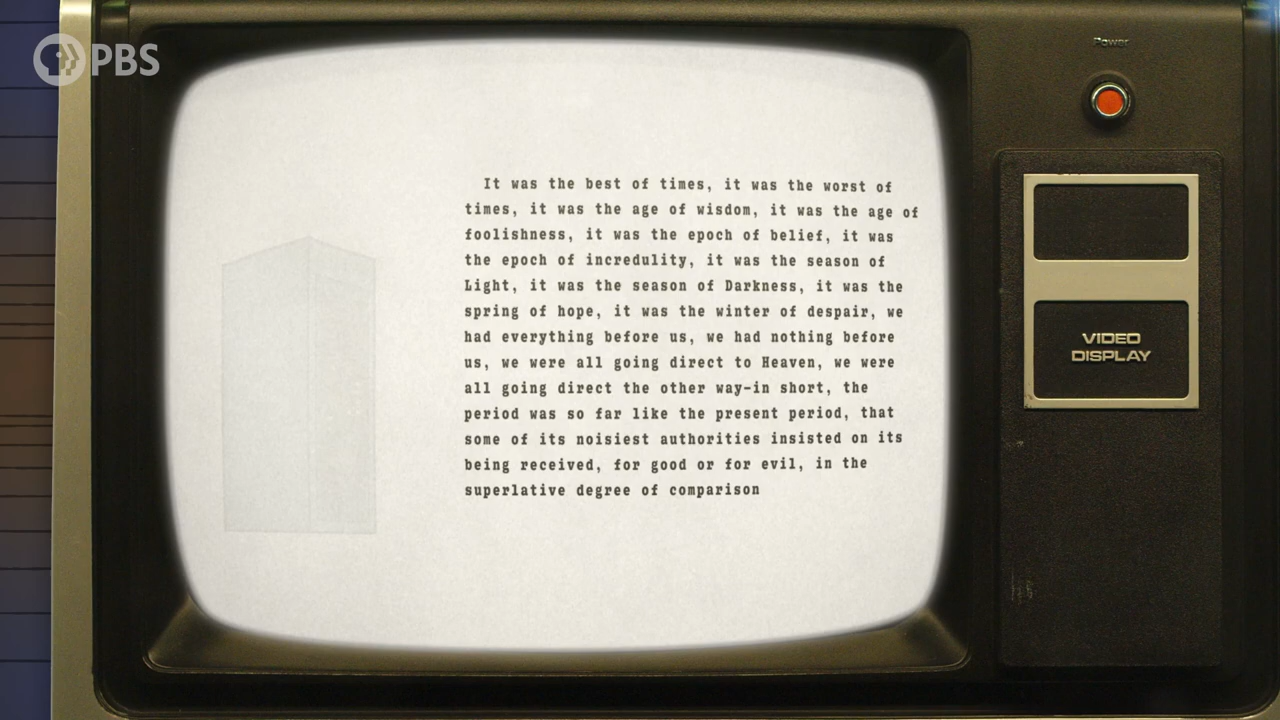 PBS
Power
It was the best of times, it was the worst of
times, it was the age of wisdom, it was the age of
foolishness, it was the epoch of belief, it was
the epoch of incredulity, it was the season of
Light, it was the season of Darkness, it was the
spring of hope, it was the winter of despair, we
had everything before us, we had nothing before
us, we were all going direct to Heaven, we were
all going direct the other way—in short, the
period was so far like the present period, that
some of its noisiest authorities insisted on its
being received, for good or for evil, in the
superlative degree of comparison
VIDEO
DISPLAY